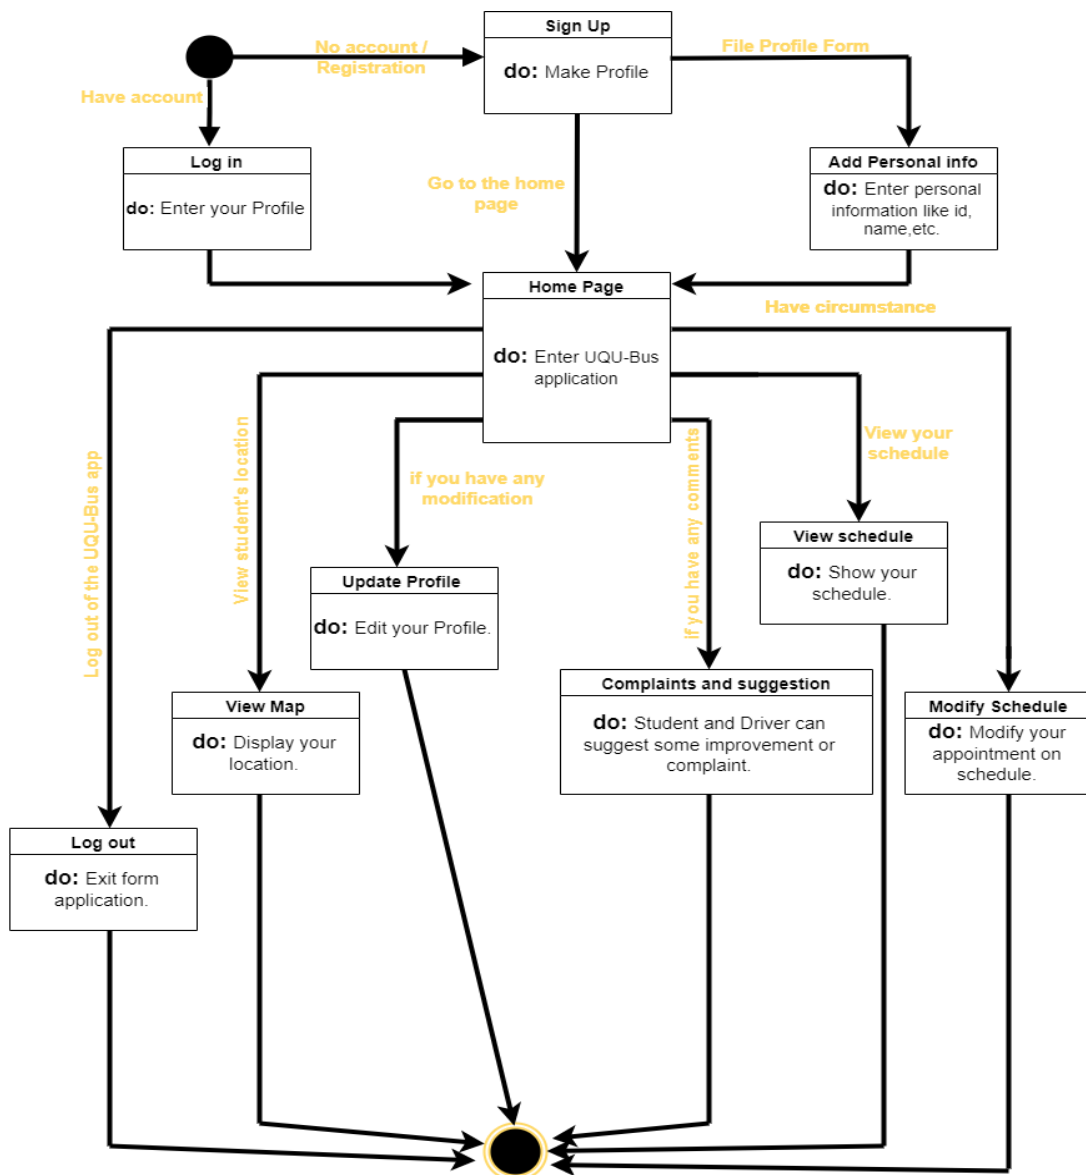 Sign Up
do: Make Profile
No account /
Registration
File Profile Form
Have account
Log in
do: Enter your Profile
Go to the home
page
Add Personal info
do: Enter personal
information like id,
name,etc.
Home Page
do: Enter UQU-Bus
application
Have circumstance
Log out of the UQU-Bus app
View student's location
if you have any
modification
if you have any comments
View your
schedule
View schedule
do: Show your
schedule.
Update Profile
do: Edit your Profile.
Complaints and suggestion
do: Student and Driver can
suggest some improvement or
complaint.
View Map
do: Display your
location.
Modify Schedule
do: Modify your
appointment on
schedule.
Log out
do: Exit form
application.